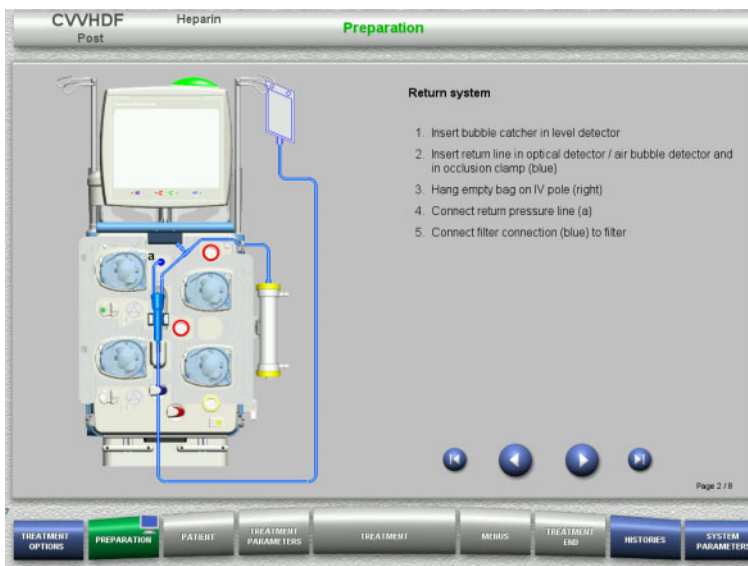 CVVHDF
Heparin
Post
Preparation
Return system
1. Insert bubble catcher in level detector
2. Insert return line in optical detector / air bubble detector and
in occlusion clamp (blue)
3. Hang empty bag on IV pole (right)
4. Connect return pressure line (a)
5. Connect filter connection (blue) to filter
a
Page 2 / 8
TREATMENT
OPTIONS
PREPARATION
PATIENT
TREATMENT
PARAMETERS
TREATMENT
MENUS
TREATMENT
END
HISTORIES
SYSTEM
PARAMETERS